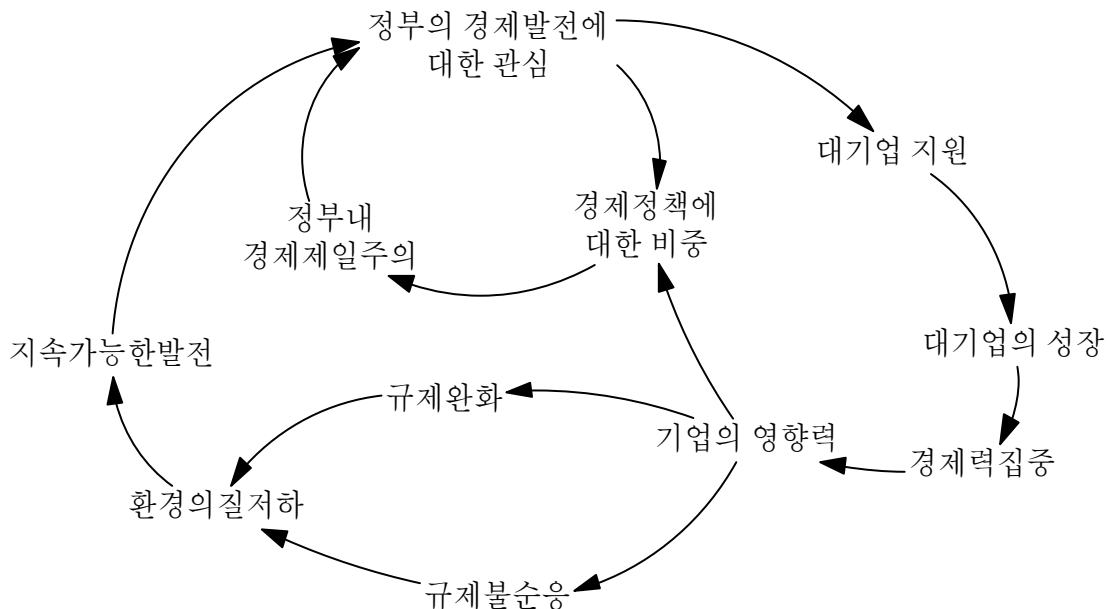 정부의 경제발전에
대한 관심
대기업 지원
경제정책에
대한 비중
정부내
경제제일주의
대기업의 성장
지속가능한발전
규제완화
기업의 영향력
경제력집중
환경의질저하
규제불순응